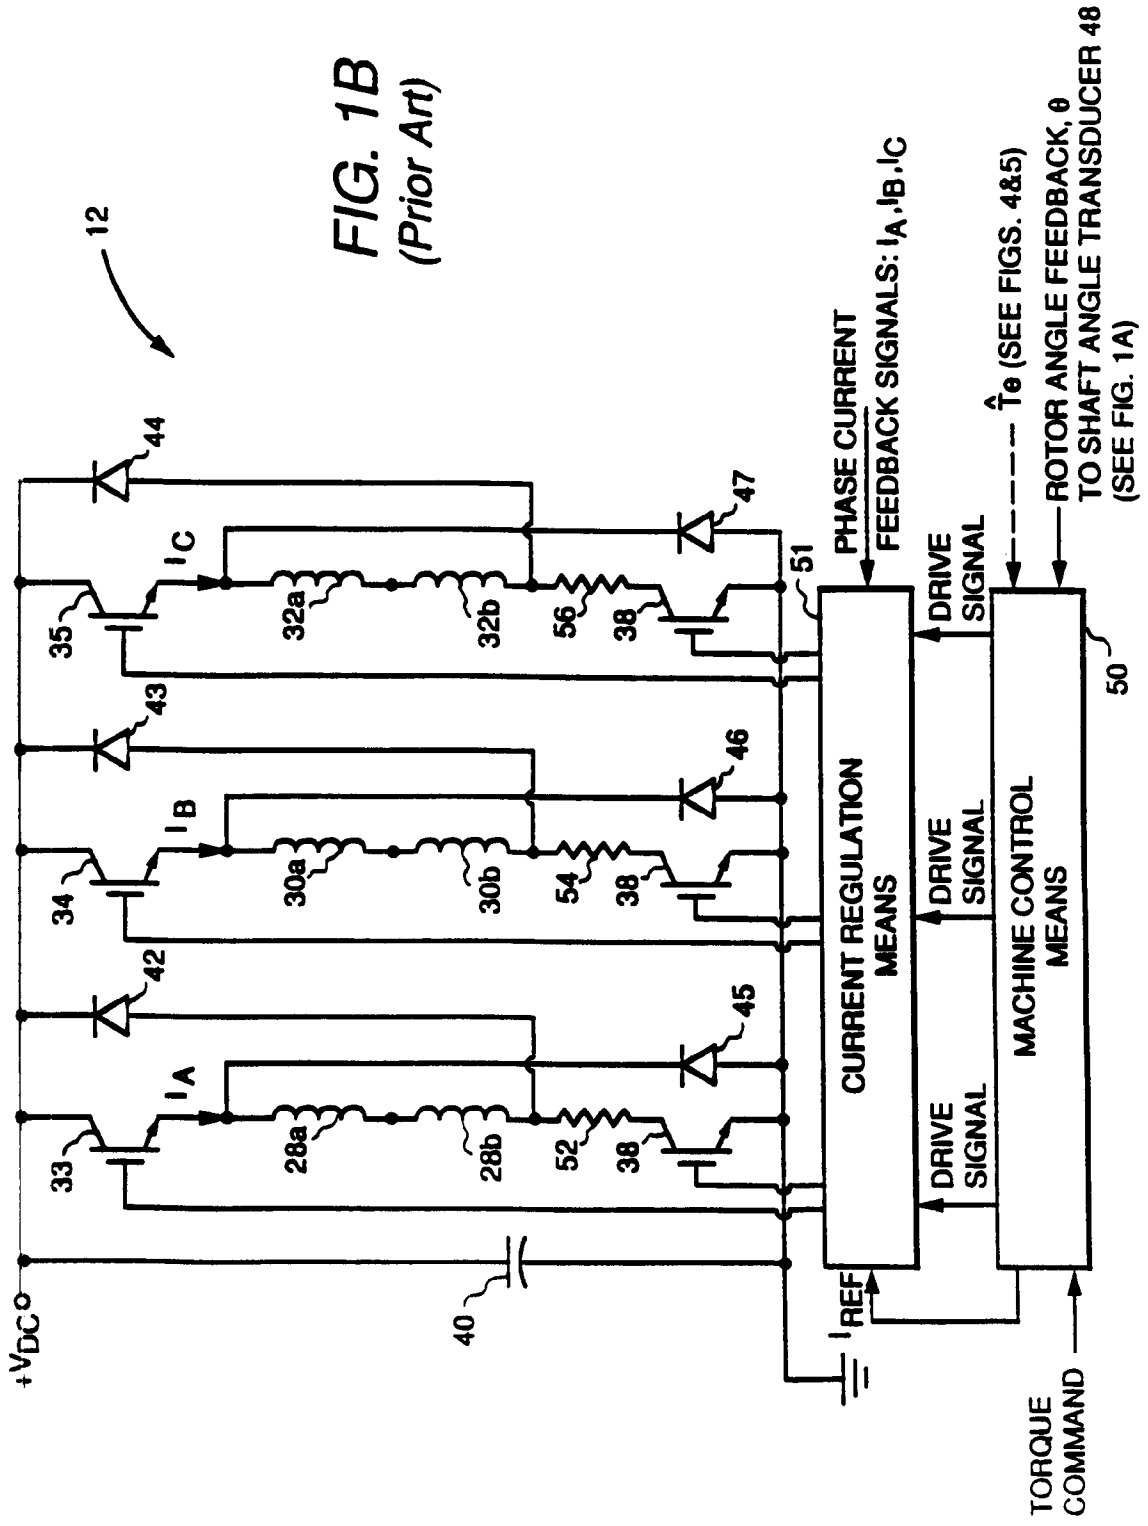 FIG. 1B
(Prior Art)
12
+VDC
33
34
35
42
43
44
IA
IB
IC
28a
28b
30a
30b
32a
32b
40
52
54
56
38
38
38
45
46
47
51
PHASE CURRENT
FEEDBACK SIGNALS: IA,IB,IC
IREF
CURRENT REGULATION
MEANS
DRIVE
SIGNAL
DRIVE
SIGNAL
DRIVE
SIGNAL
T̂e (SEE FIGS. 4&5)
MACHINE CONTROL
MEANS
50
ROTOR ANGLE FEEDBACK, θ
TO SHAFT ANGLE TRANSDUCER 48
(SEE FIG. 1A)
TORQUE
COMMAND